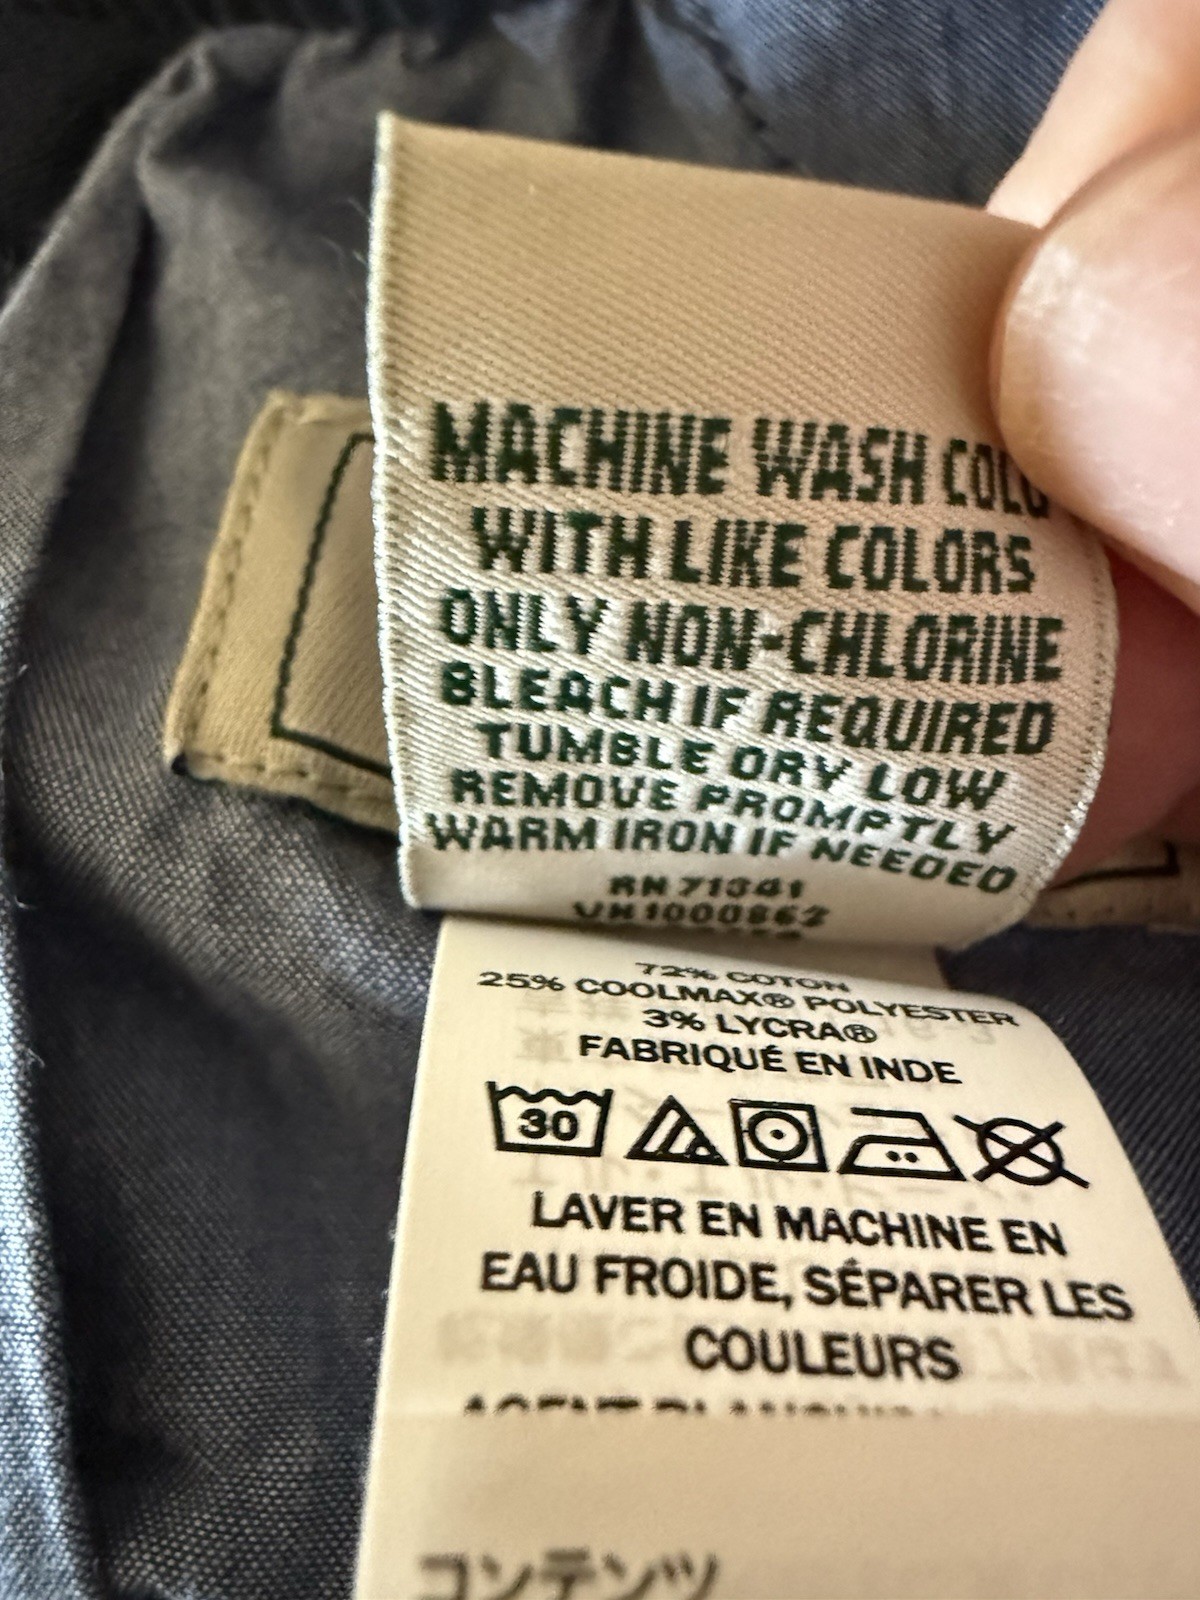 MACHINE WASH COLD
WITH LIKE COLORS
ONLY NON-CHLORINE
BLEACH IF REQUIRED
TUMBLE DRY LOW
REMOVE PROMPTLY
WARM IRON IF NEEDED
RN 71341
VN 1000862
72% COTON
25% COOLMAX® POLYESTER
3% LYCRA®
FABRIQUÉ EN INDE
30
LAVER EN MACHINE EN
EAU FROIDE, SÉPARER LES
COULEURS
コンテンツ